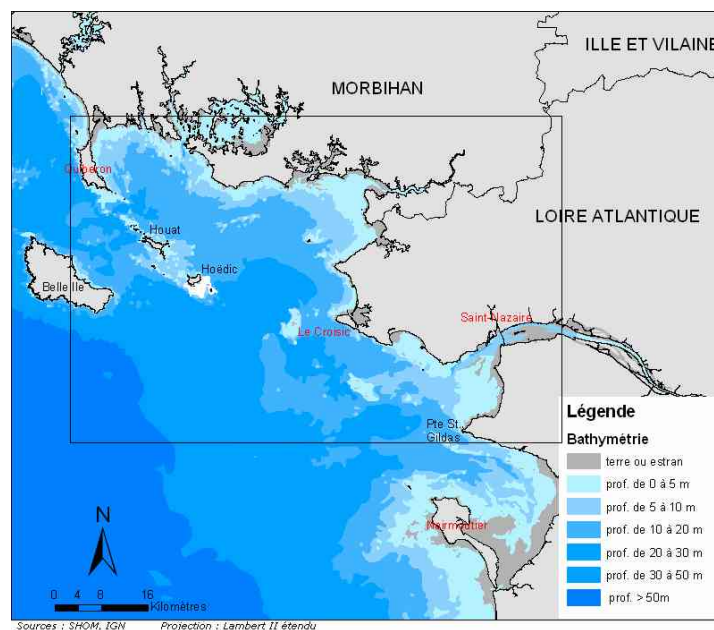 ILLE ET VILAINE
MORBIHAN
Quiberon
LOIRE ATLANTIQUE
Houat
Hoëdic
Belle Ile
Le Croisic
Saint-Nazaire
Pte St.
Gildas
Noirmoutier
Légende
Bathymétrie
terre ou estran
prof. de 0 à 5 m
prof. de 5 à 10 m
prof. de 10 à 20 m
prof. de 20 à 30 m
prof. de 30 à 50 m
prof. > 50m
N
0 4 8 16
Kilomètres
Sources : SHOM, IGN Projection : Lambert II étendu